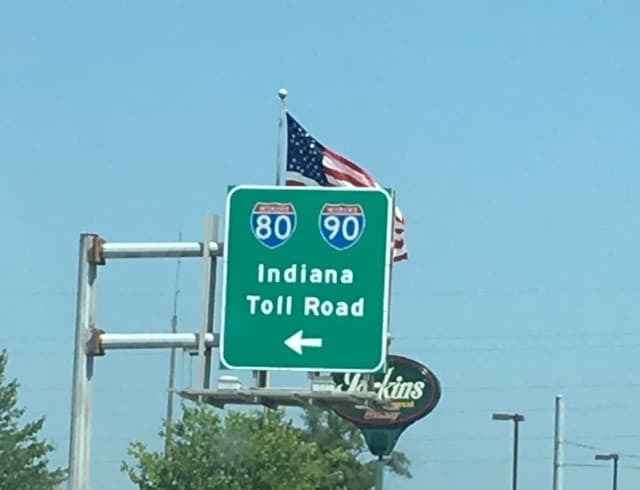 INTERSTATE INTERSTATE
80 90
Indiana
Toll Road